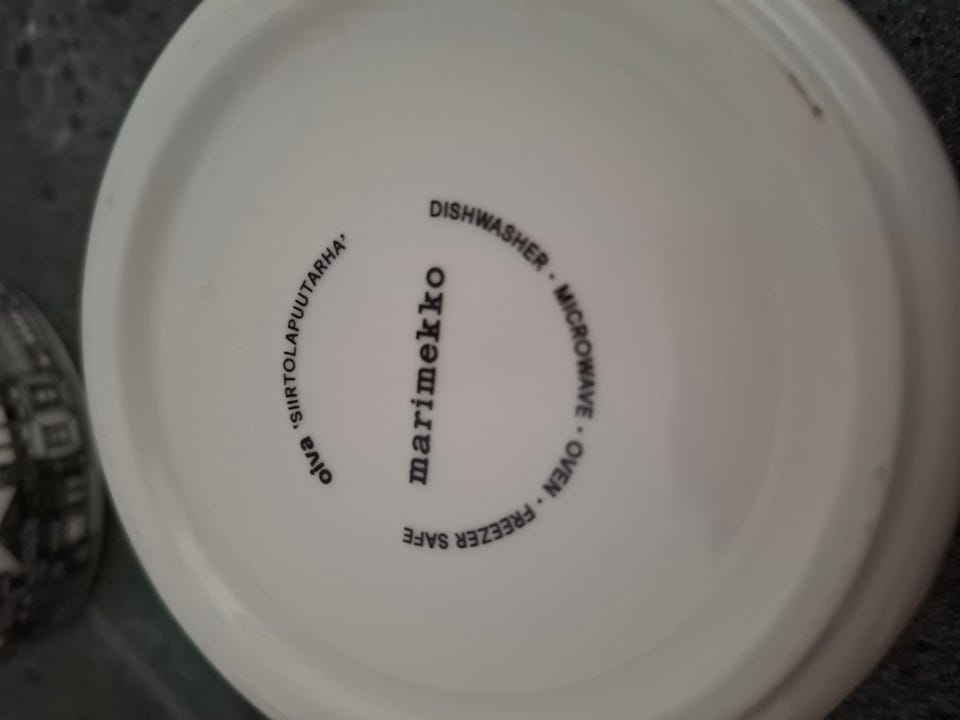 oiva ‘SIIRTOLAPUUTARHA’
marimekko
DISHWASHER · MICROWAVE · OVEN · FREEZER SAFE